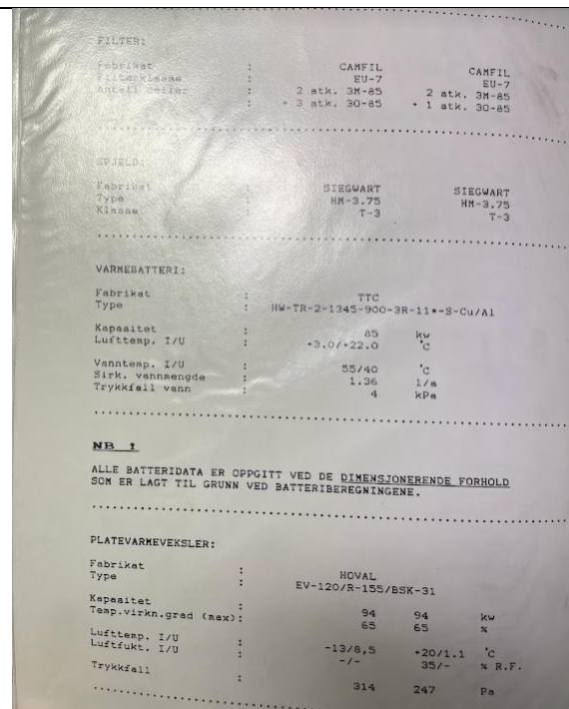 FILTER:
Fabrikat : CAMFIL CAMFIL
Filterklasse : EU-7 EU-7
Antall celler : 2 stk. 3M-85 2 stk. 3M-85
: + 3 stk. 30-85 + 1 stk. 30-85
SPJELD:
Fabrikat : SIEGWART SIEGWART
Type : HM-3.75 HM-3.75
Klasse : T-3 T-3
VARMEBATTERI:
Fabrikat : TTC
Type : HW-TR-2-1345-900-3R-11*-S-Cu/Al
Kapasitet : 85 kw
Lufttemp. I/U : +3.0/+22.0 °C
Vanntemp. I/U : 55/40 °C
Sirk. vannmengde : 1.36 l/s
Trykkfall vann : 4 kPa
NB !
ALLE BATTERIDATA ER OPPGITT VED DE DIMENSJONERENDE FORHOLD
SOM ER LAGT TIL GRUNN VED BATTERIBEREGNINGENE.
PLATEVARMEVEKSLER:
Fabrikat : HOVAL
Type : EV-120/R-155/BSK-31
Kapasitet : 94 94 kw
Temp.virkn.grad (max): 65 65 %
Lufttemp. I/U : -13/8,5 +20/1.1 °C
Luftfukt. I/U : -/- 35/- % R.F.
Trykkfall : 314 247 Pa